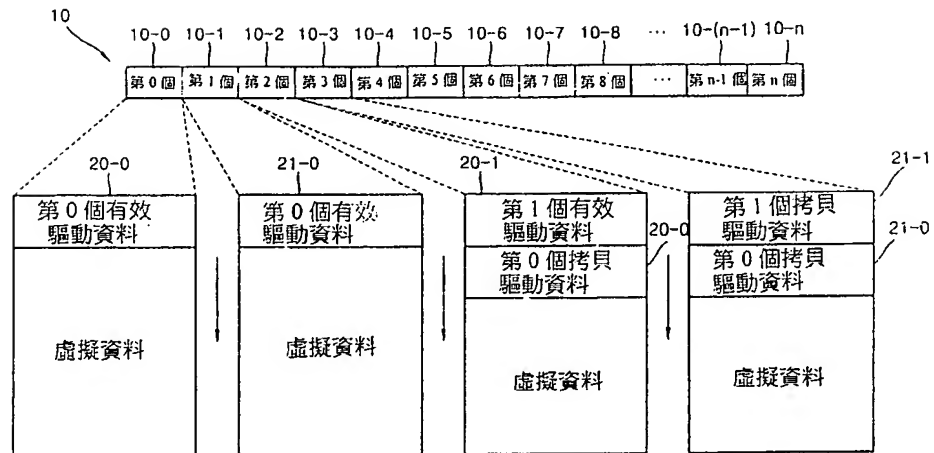 10
10-0 10-1 10-2 10-3 10-4 10-5 10-6 10-7 10-8 … 10-(n-1) 10-n
第0個 第1個 第2個 第3個 第4個 第5個 第6個 第7個 第8個 … 第n-1個 第n個
20-0 21-0 20-1 21-1
第0個有效
驅動資料
虛擬資料
第0個有效
驅動資料
虛擬資料
第1個有效
驅動資料
20-0
第0個拷貝
驅動資料
虛擬資料
第1個拷貝
驅動資料
21-0
第0個拷貝
驅動資料
虛擬資料